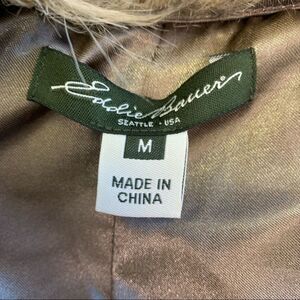 Eddie Bauer®
SEATTLE • USA
M
MADE IN
CHINA